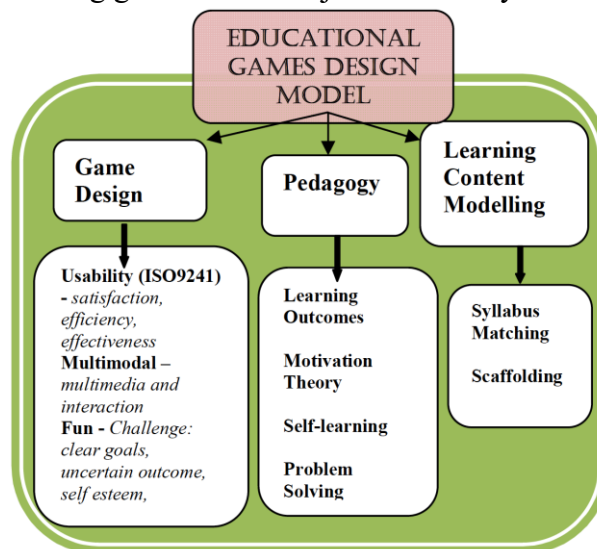 EDUCATIONAL
GAMES DESIGN
MODEL
Game
Design
Pedagogy
Learning
Content
Modelling
Usability (ISO9241)
- satisfaction,
efficiency,
effectiveness
Multimodal –
multimedia and
interaction
Fun - Challenge:
clear goals,
uncertain outcome,
self esteem,
Learning
Outcomes
Motivation
Theory
Self-learning
Problem
Solving
Syllabus
Matching
Scaffolding